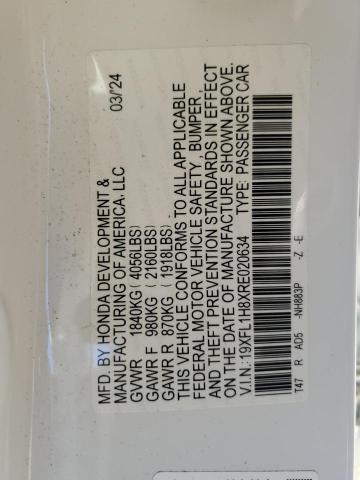 MFD. BY HONDA DEVELOPMENT & 03/'24
MANUFACTURING OF AMERICA, LLC
GVWR 1840KG ( 4056LBS)
GAWR F 980KG ( 2160LBS)
GAWR R 870KG ( 1918LBS)
THIS VEHICLE CONFORMS TO ALL APPLICABLE
FEDERAL MOTOR VEHICLE SAFETY, BUMPER,
AND THEFT PREVENTION STANDARDS IN EFFECT
ON THE DATE OF MANUFACTURE SHOWN ABOVE.
V.I.N: 19XFL1H8XRE020634 TYPE: PASSENGER CAR
T47 R AD5 -NH883P -Z -E